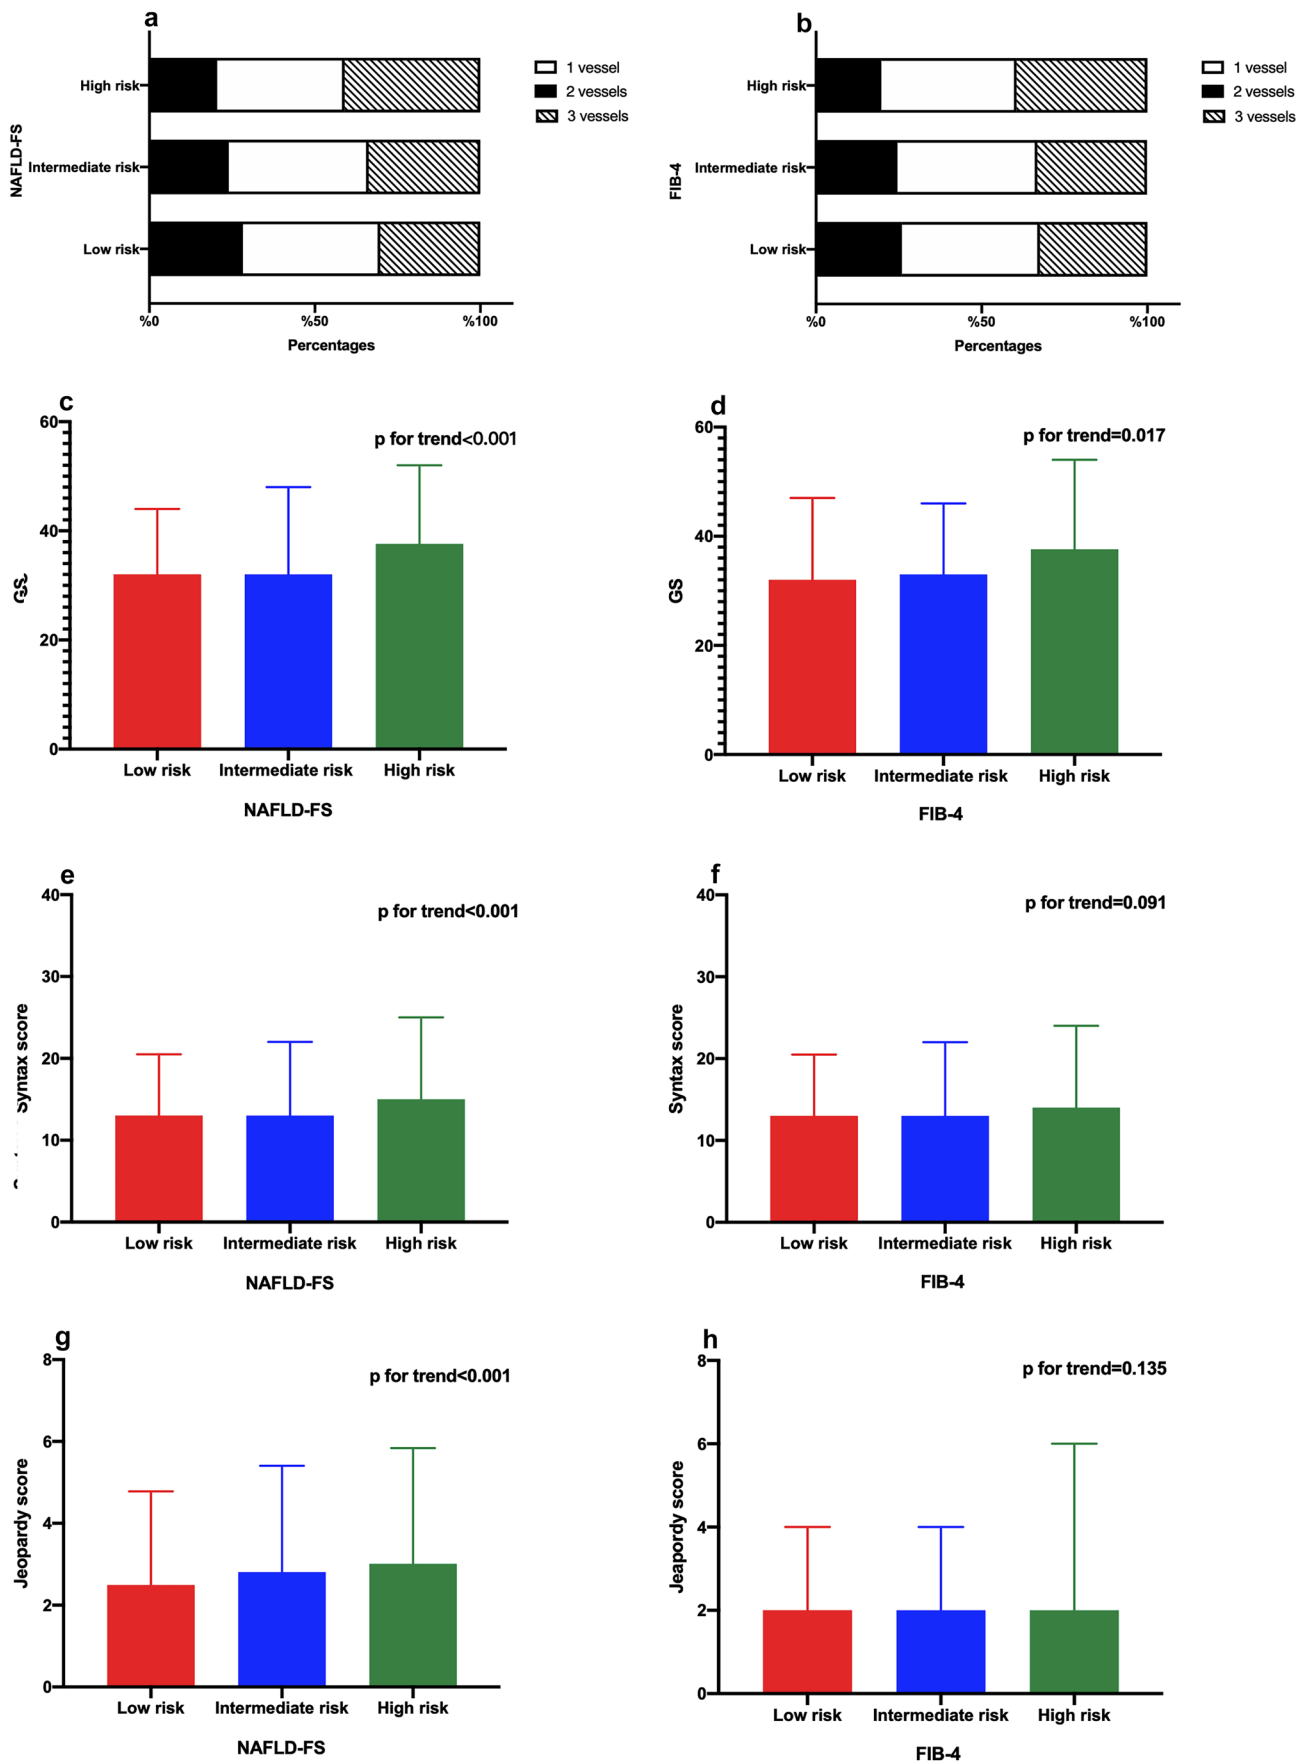 a
High risk
Intermediate risk
Low risk
NAFLD-FS
%0
%50
%100
Percentages
1 vessel
2 vessels
3 vessels
b
High risk
Intermediate risk
Low risk
FIB-4
%0
%50
%100
Percentages
1 vessel
2 vessels
3 vessels
c
p for trend<0.001
60
40
20
0
GS
Low risk
Intermediate risk
High risk
NAFLD-FS
d
p for trend=0.017
60
40
20
0
GS
Low risk
Intermediate risk
High risk
FIB-4
e
p for trend<0.001
40
30
20
10
0
Syntax score
Low risk
Intermediate risk
High risk
NAFLD-FS
f
p for trend=0.091
40
30
20
10
0
Syntax score
Low risk
Intermediate risk
High risk
FIB-4
g
p for trend<0.001
8
6
4
2
0
Jeopardy score
Low risk
Intermediate risk
High risk
NAFLD-FS
h
p for trend=0.135
8
6
4
2
0
Jeapordy score
Low risk
Intermediate risk
High risk
FIB-4